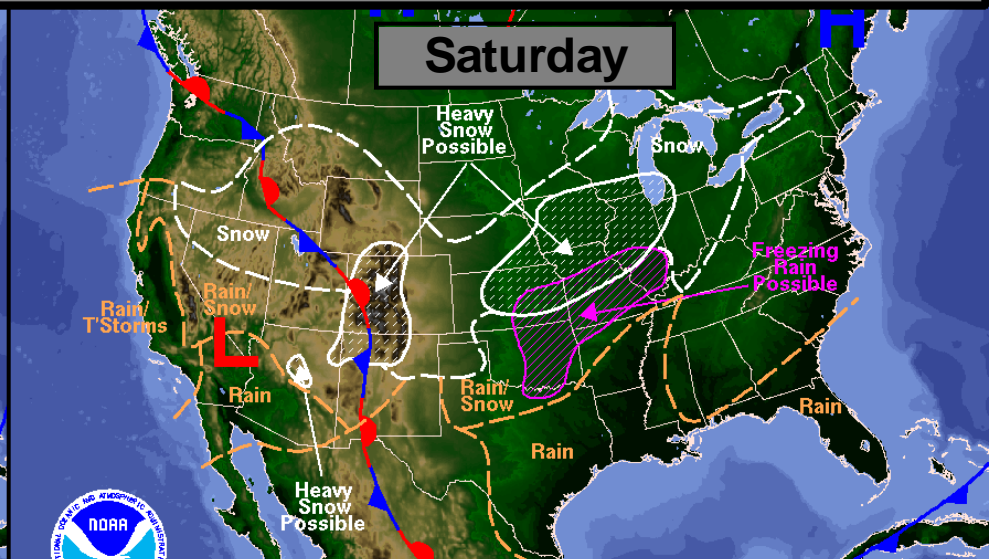 H
H
Saturday
Heavy
Snow
Possible
Snow
Snow
Freezing
Rain
Possible
Rain/
T'Storms
Rain/
Snow
L
Rain
Rain/
Snow
Rain
Rain
Heavy
Snow
Possible
NOAA